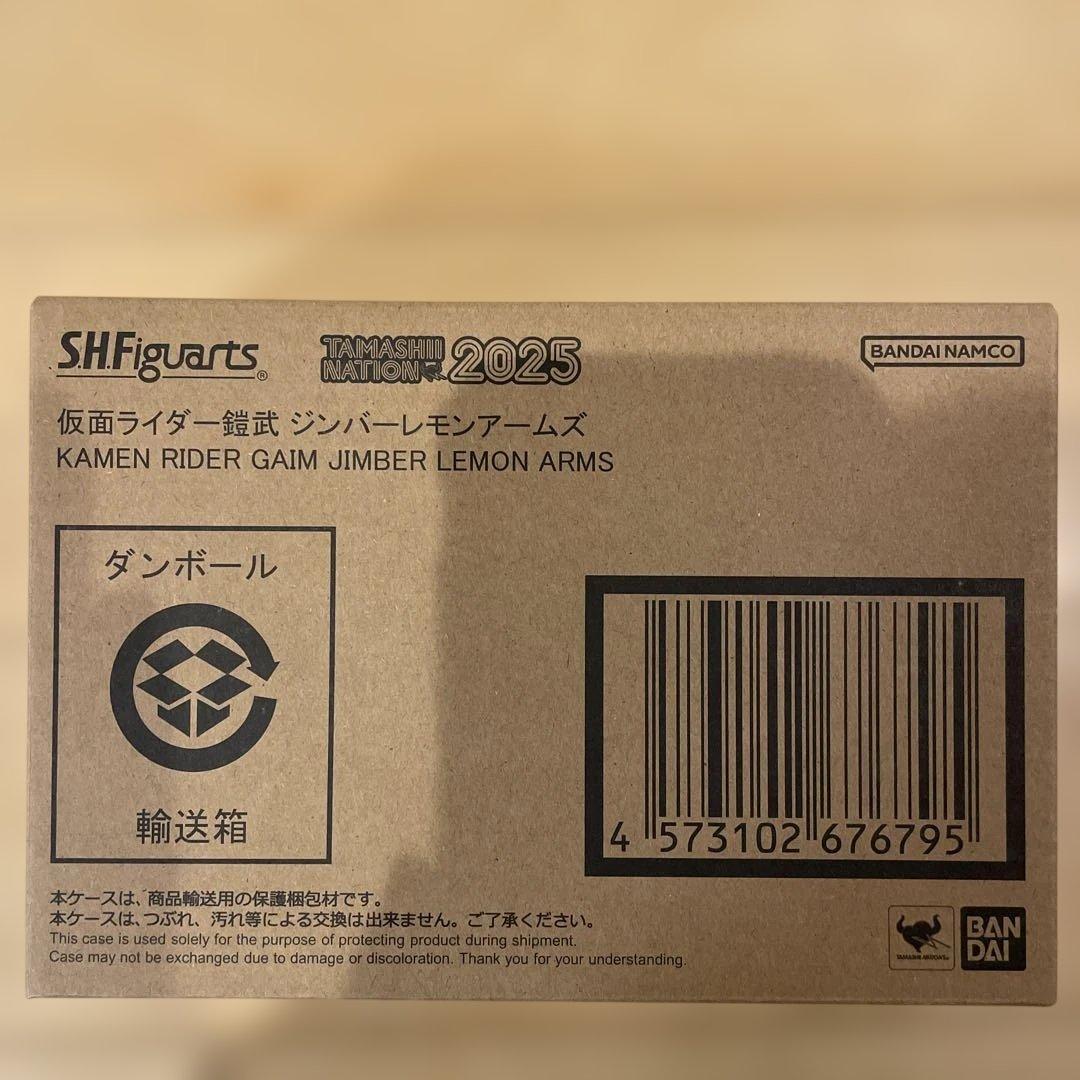 S.H.Figuarts®
TAMASHII NATION 2025
BANDAI NAMCO
仮面ライダー鎧武 ジンバーレモンアームズ
KAMEN RIDER GAIM JIMBER LEMON ARMS
ダンボール
輸送箱
4 573102 676795
本ケースは、商品輸送用の保護梱包材です。
本ケースは、つぶれ、汚れ等による交換は出来ません。ご了承ください。
This case is used solely for the purpose of protecting product during shipment.
Case may not be exchanged due to damage or discoloration. Thank you for your understanding.
TAMASHII NATIONS
BAN
DAI